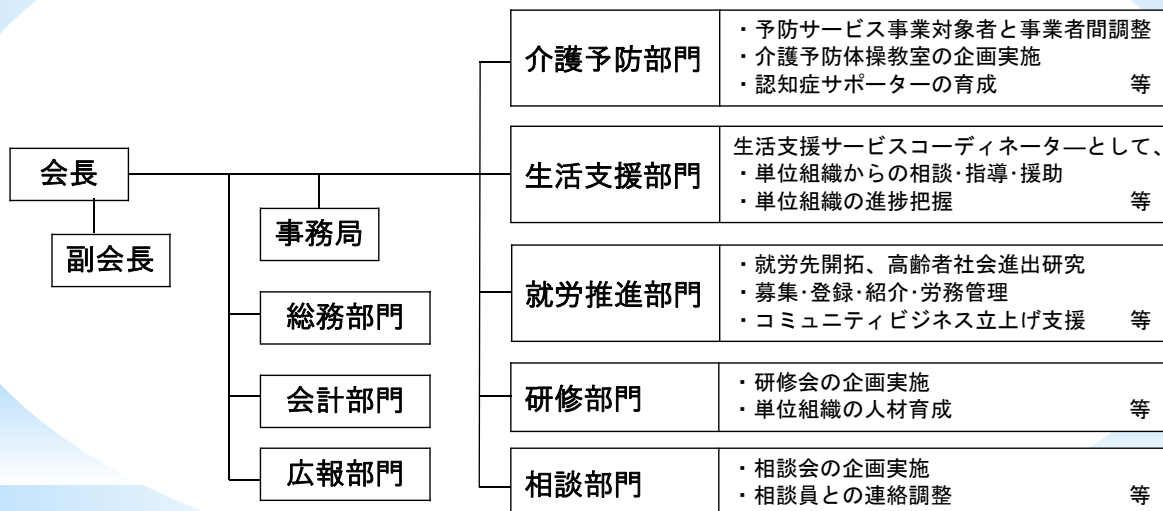 会長
副会長
事務局
総務部門
会計部門
広報部門
介護予防部門
・予防サービス事業対象者と事業者間調整
・介護予防体操教室の企画実施
・認知症サポーターの育成 等
生活支援部門
生活支援サービスコーディネーターとして、
・単位組織からの相談・指導・援助
・単位組織の進捗把握 等
就労推進部門
・就労先開拓、高齢者社会進出研究
・募集・登録・紹介・労務管理
・コミュニティビジネス立上げ支援 等
研修部門
・研修会の企画実施
・単位組織の人材育成 等
相談部門
・相談会の企画実施
・相談員との連絡調整 等